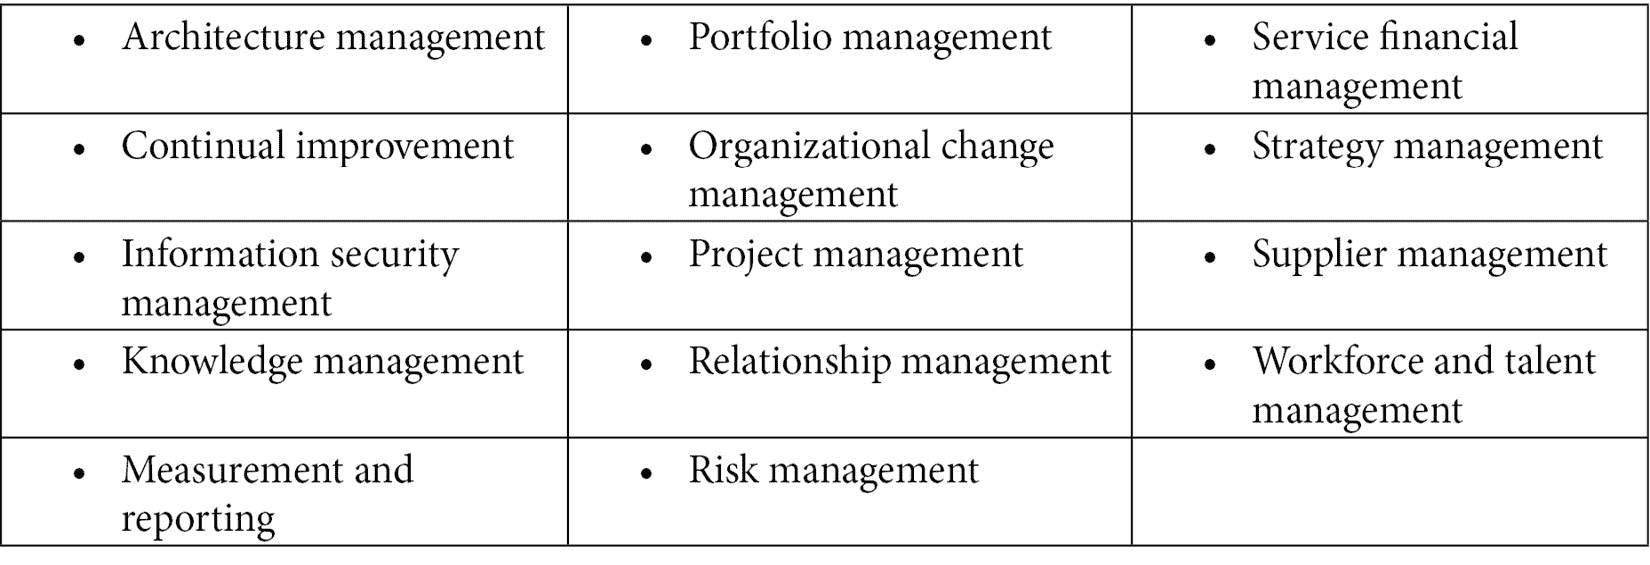 • Architecture management
• Portfolio management
• Service financial
management
• Continual improvement
• Organizational change
management
• Strategy management
• Information security
management
• Project management
• Supplier management
• Knowledge management
• Relationship management
• Workforce and talent
management
• Measurement and
reporting
• Risk management